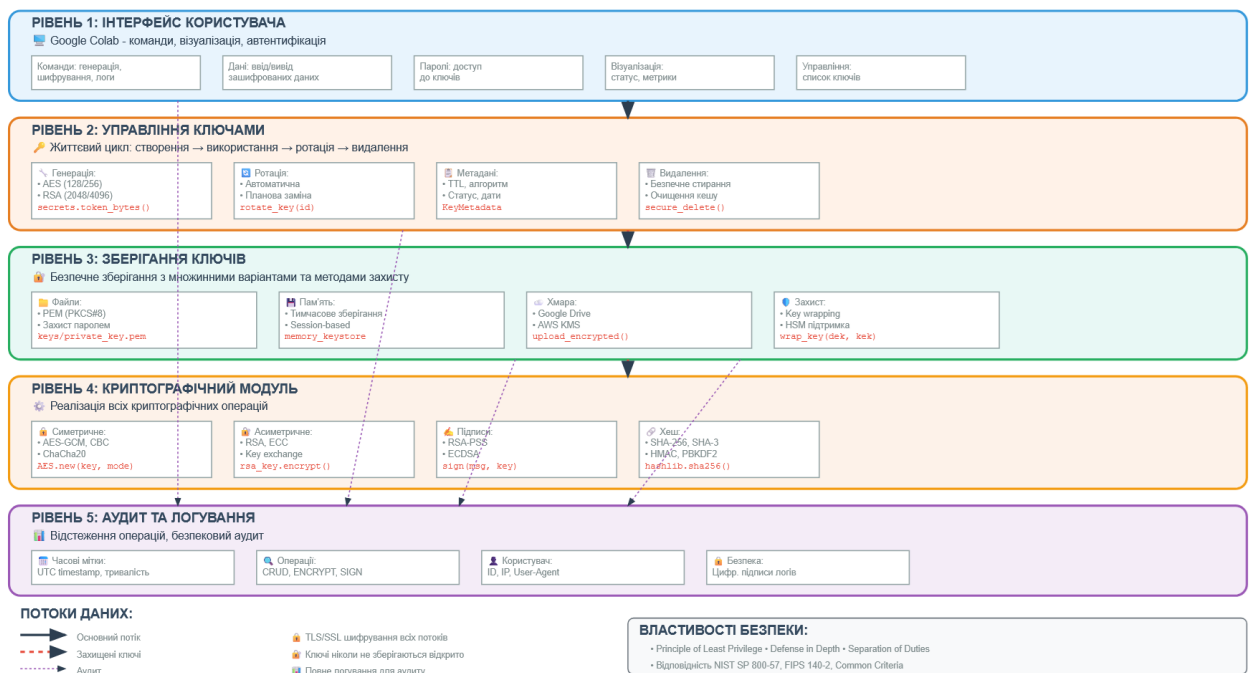 РІВЕНЬ 1: ІНТЕРФЕЙС КОРИСТУВАЧА
Google Colab - команди, візуалізація, автентифікація
Команди: генерація,
шифрування, логи
Дані: ввід/вивід
зашифрованих даних
Паролі: доступ
до ключів
Візуалізація:
статус, метрики
Управління:
список ключів
РІВЕНЬ 2: УПРАВЛІННЯ КЛЮЧАМИ
Життєвий цикл: створення → використання → ротація → видалення
Генерація:
• AES (128/256)
• RSA (2048/4096)
secrets.token_bytes()
Ротація:
• Автоматична
• Планова заміна
rotate_key(id)
Метадані:
• TTL, алгоритм
• Статус, дати
KeyMetadata
Видалення:
• Безпечне стирання
• Очищення кешу
secure_delete()
РІВЕНЬ 3: ЗБЕРІГАННЯ КЛЮЧІВ
Безпечне зберігання з множинними варіантами та методами захисту
Файли:
• PEM (PKCS#8)
• Захист паролем
keys/private_key.pem
Пам'ять:
• Тимчасове зберігання
• Session-based
memory_keystore
Хмара:
• Google Drive
• AWS KMS
upload_encrypted()
Захист:
• Key wrapping
• HSM підтримка
wrap_key(dek, kek)
РІВЕНЬ 4: КРИПТОГРАФІЧНИЙ МОДУЛЬ
Реалізація всіх криптографічних операцій
Симетричне:
• AES-GCM, CBC
• ChaCha20
AES.new(key, mode)
Асиметричне:
• RSA, ECC
• Key exchange
rsa_key.encrypt()
Підписи:
• RSA-PSS
• ECDSA
sign(msg, key)
Хеш:
• SHA-256, SHA-3
• HMAC, PBKDF2
hashlib.sha256()
РІВЕНЬ 5: АУДИТ ТА ЛОГУВАННЯ
Відстеження операцій, безпековий аудит
Часові мітки:
UTC timestamp, тривалість
Операції:
CRUD, ENCRYPT, SIGN
Користувач:
ID, IP, User-Agent
Безпека:
Цифр. підписи логів
ПОТОКИ ДАНИХ:
Основний потік
Захищені ключі
Аудит
TLS/SSL шифрування всіх потоків
Ключі ніколи не зберігаються відкрито
Повне логування для аудиту
ВЛАСТИВОСТІ БЕЗПЕКИ:
• Principle of Least Privilege • Defense in Depth • Separation of Duties
• Відповідність NIST SP 800-57, FIPS 140-2, Common Criteria